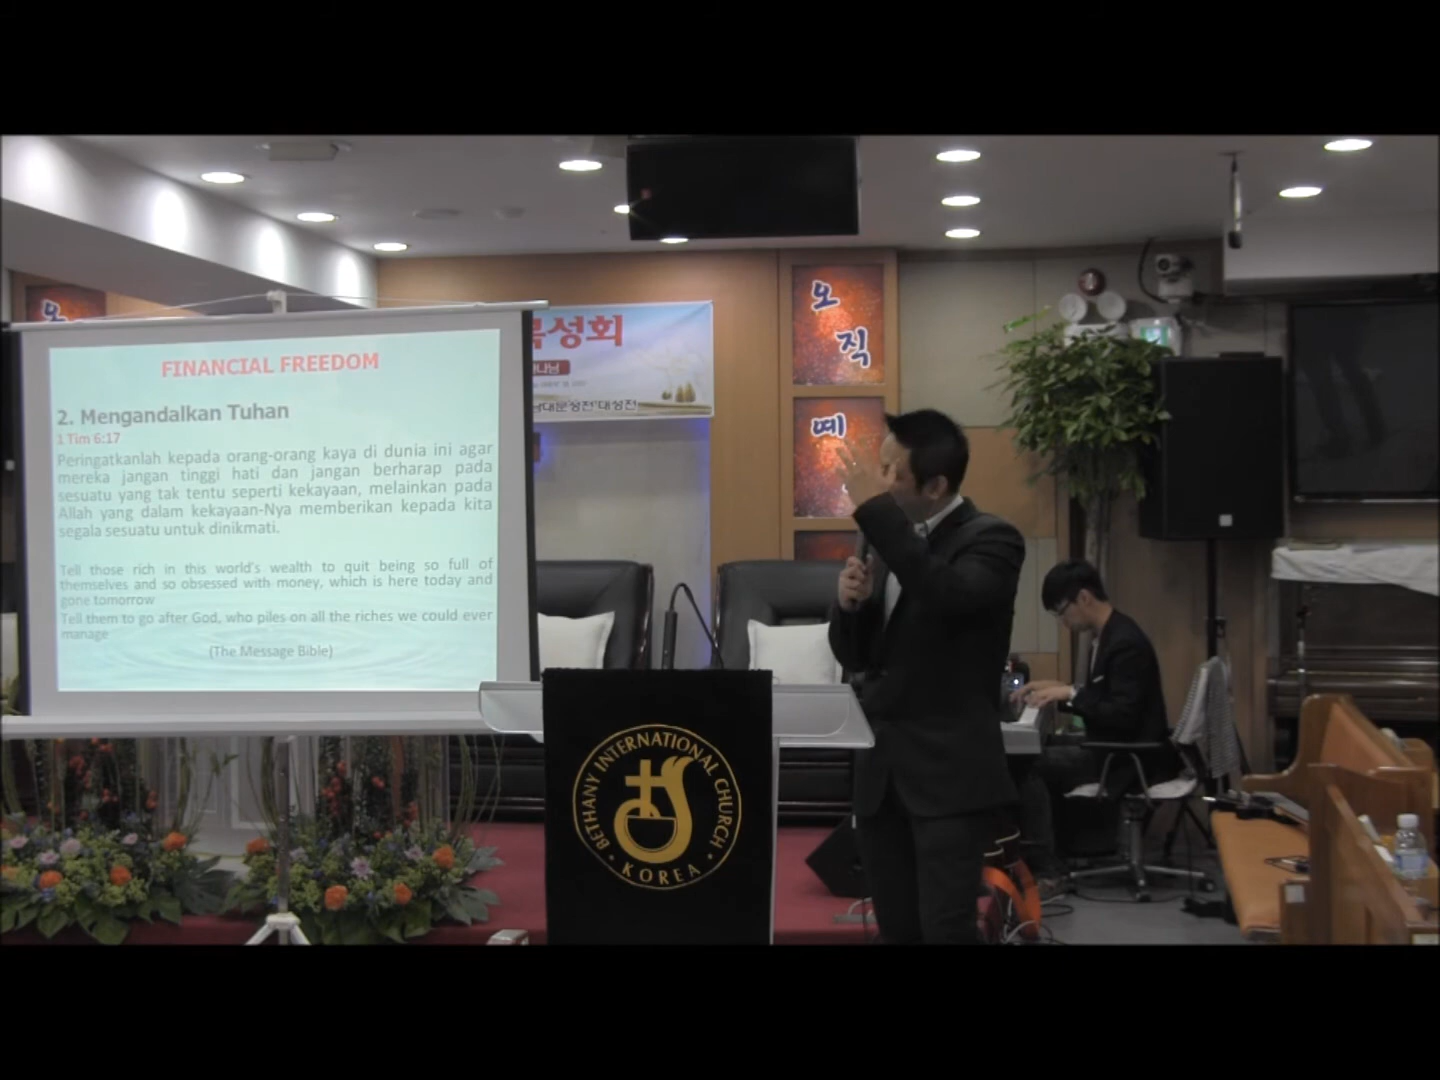 FINANCIAL FREEDOM
2. Mengandalkan Tuhan
1 Tim 6:17
Peringatkanlah kepada orang-orang kaya di dunia ini agar
mereka jangan tinggi hati dan jangan berharap pada
sesuatu yang tak tentu seperti kekayaan, melainkan pada
Allah yang dalam kekayaan-Nya memberikan kepada kita
segala sesuatu untuk dinikmati.
Tell those rich in this world's wealth to quit being so full of
themselves and so obsessed with money, which is here today and
gone tomorrow
Tell them to go after God, who piles on all the riches we could ever
manage
(The Message Bible)
성회
대성전
오
직
예
오
BETHANY INTERNATIONAL CHURCH
KOREA